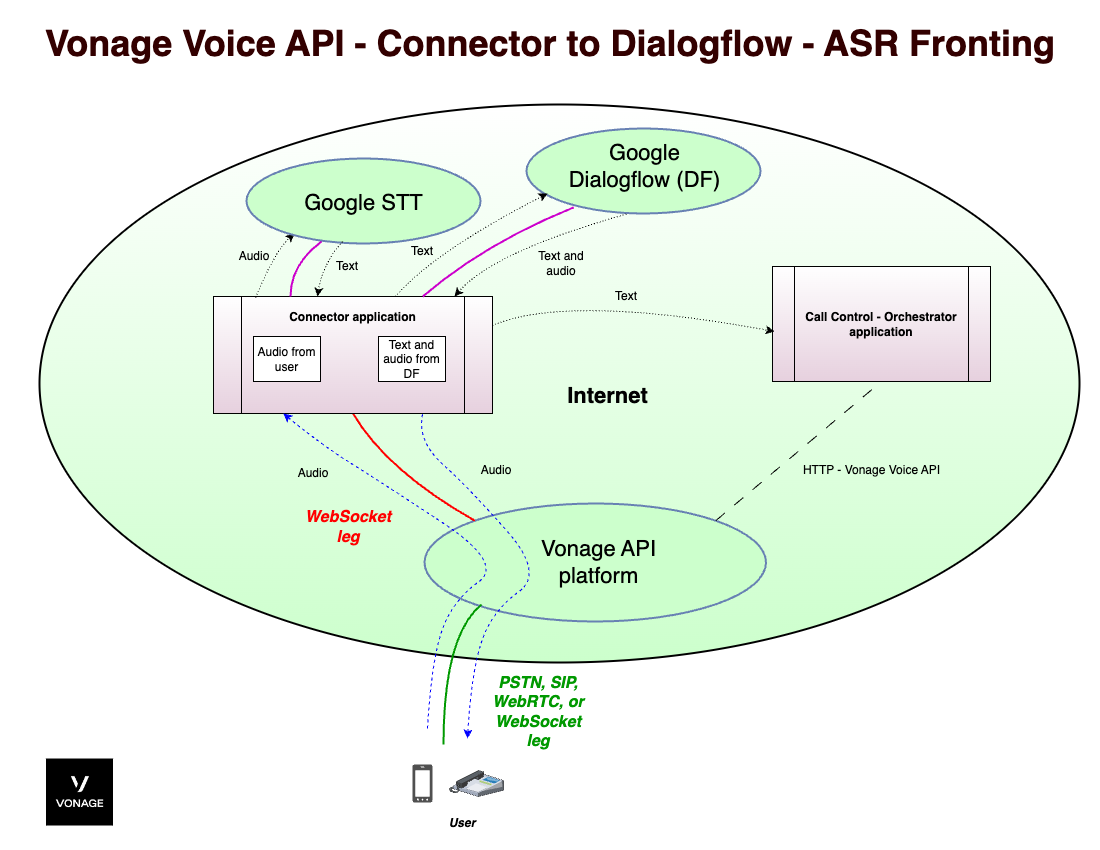 Vonage Voice API - Connector to Dialogflow - ASR Fronting
Google
Dialogflow (DF)
Google STT
Audio
Text
Text
Text and
audio
Text
Connector application
Audio from
user
Text and
audio from
DF
Call Control - Orchestrator
application
Internet
Audio
Audio
HTTP - Vonage Voice API
WebSocket
leg
Vonage API
platform
PSTN, SIP,
WebRTC, or
WebSocket
leg
VONAGE
User